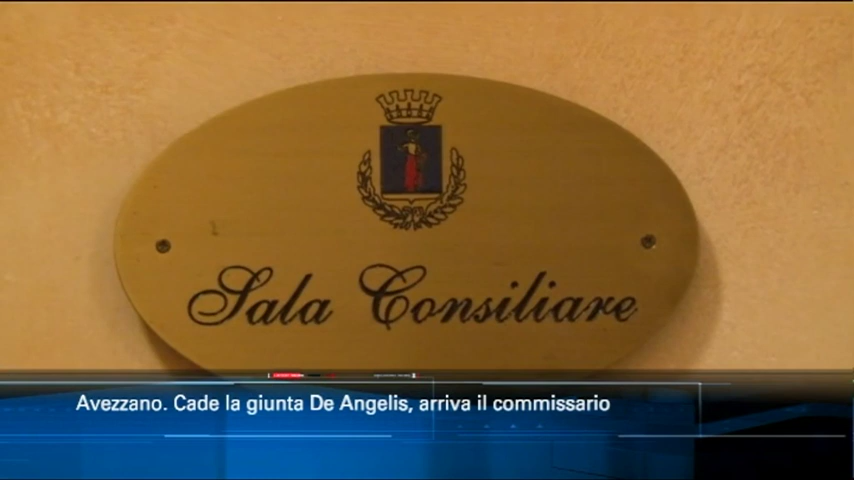 Sala Consiliare
Avezzano. Cade la giunta De Angelis, arriva il commissario